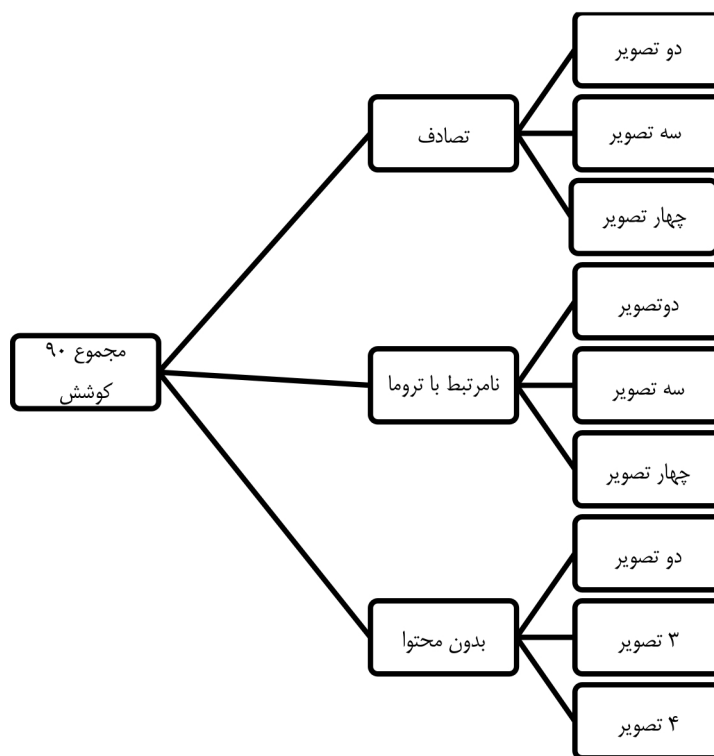 مجموع ۹۰
کوشش
تصادف
دو تصویر
سه تصویر
چهار تصویر
نامرتبط با تروما
دوتصویر
سه تصویر
چهار تصویر
بدون محتوا
دو تصویر
۳ تصویر
۴ تصویر